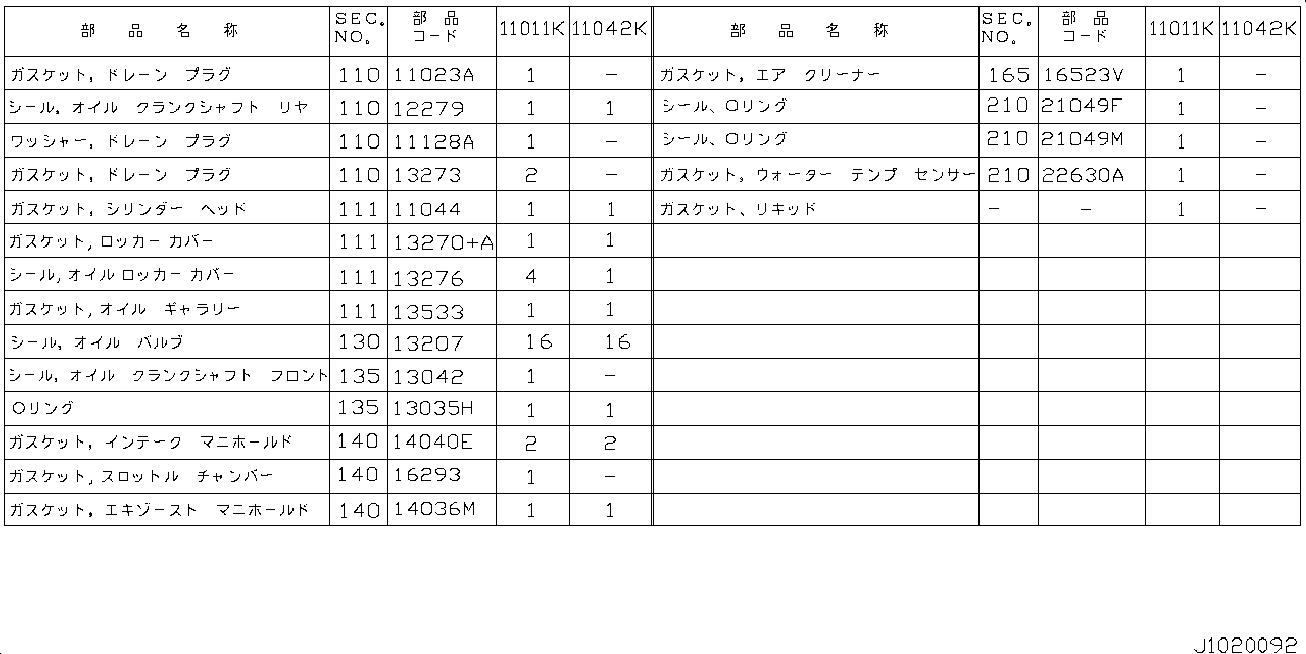 部 品 名 称 SEC. NO. 部 品 コード 11011K 11042K 部 品 名 称 SEC. NO. 部 品 コード 11011K 11042K
ガスケット, ドレーン プラグ 110 11023A 1 - ガスケット, エア クリーナー 165 16523V 1 -
シール, オイル クランクシャフト リヤ 110 12279 1 1 シール、Oリング 210 21049F 1 -
ワッシャー, ドレーン プラグ 110 11128A 1 - シール、Oリング 210 21049M 1 -
ガスケット, ドレーン プラグ 110 13273 2 - ガスケット, ウォーター テンプ センサー 210 22630A 1 -
ガスケット, シリンダー ヘッド 111 11044 1 1 ガスケット、リキッド - - 1 -
ガスケット, ロッカー カバー 111 13270+A 1 1
シール, オイル ロッカー カバー 111 13276 4 1
ガスケット, オイル ギャラリー 111 13533 1 1
シール, オイル バルブ 130 13207 16 16
シール, オイル クランクシャフト フロント 135 13042 1 -
Oリング 135 13035H 1 1
ガスケット, インテーク マニホールド 140 14040E 2 2
ガスケット, スロットル チャンバー 140 16293 1 -
ガスケット, エキゾースト マニホールド 140 14036M 1 1
J1020092